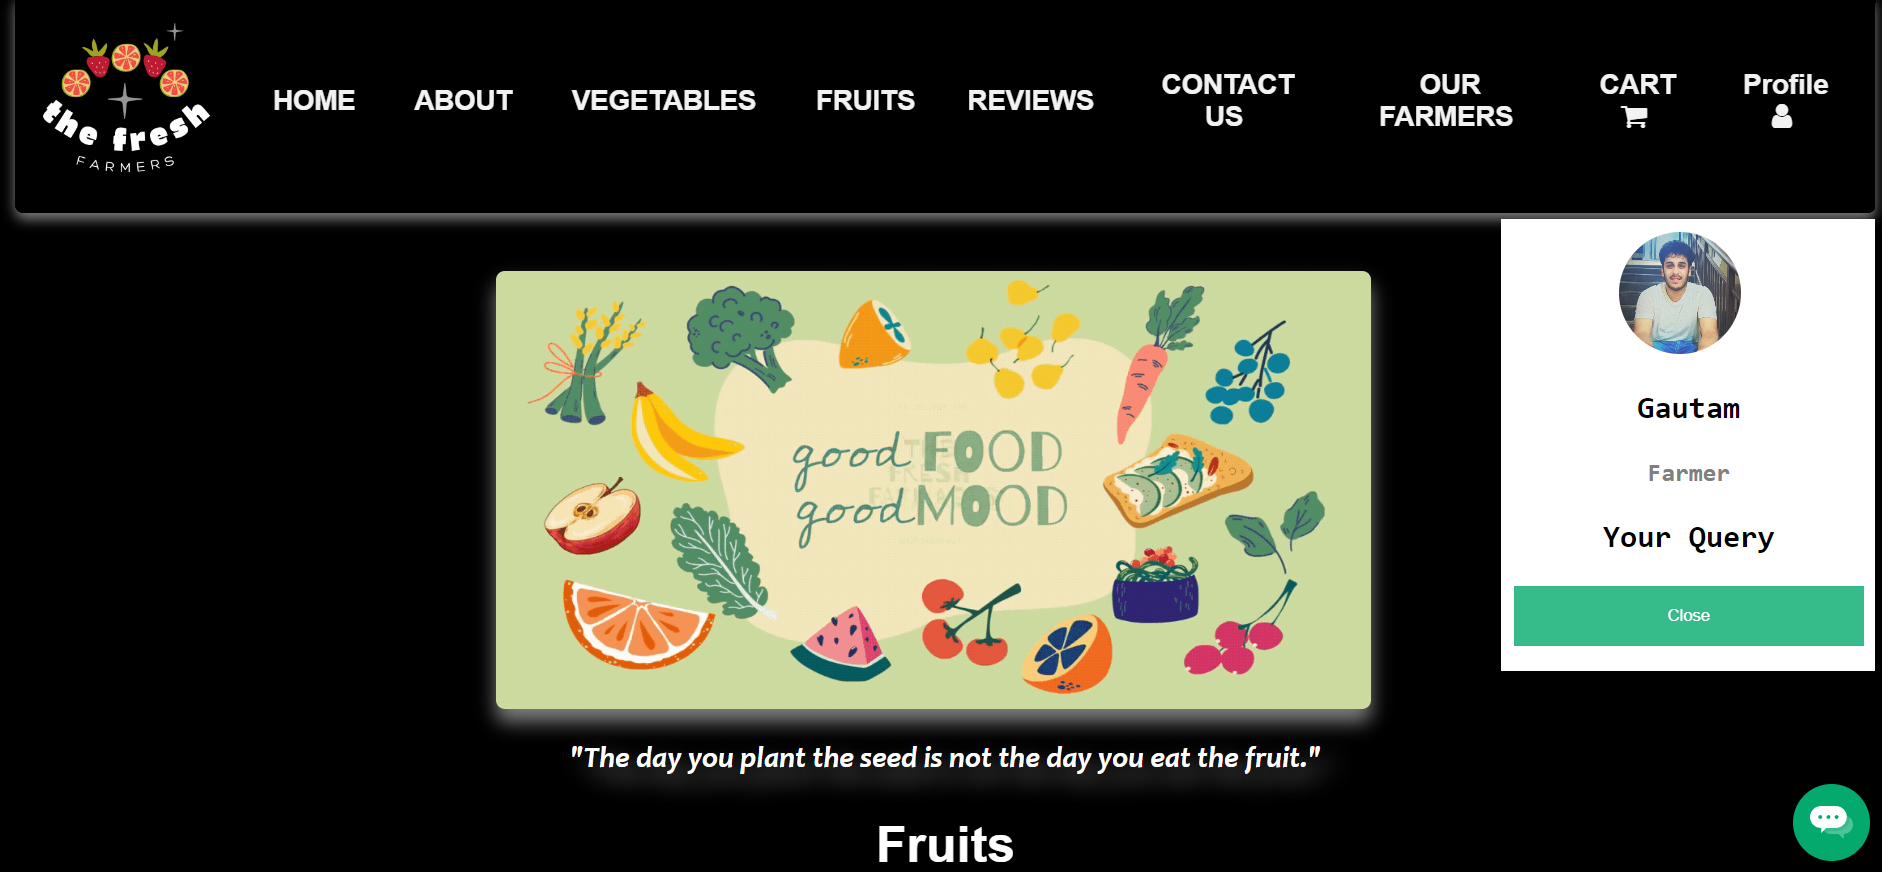 the fresh
FARMERS
HOME
ABOUT
VEGETABLES
FRUITS
REVIEWS
CONTACT
US
OUR
FARMERS
CART
Profile
good FOOD
good MOOD
Gautam
Farmer
Your Query
Close
"The day you plant the seed is not the day you eat the fruit."
Fruits